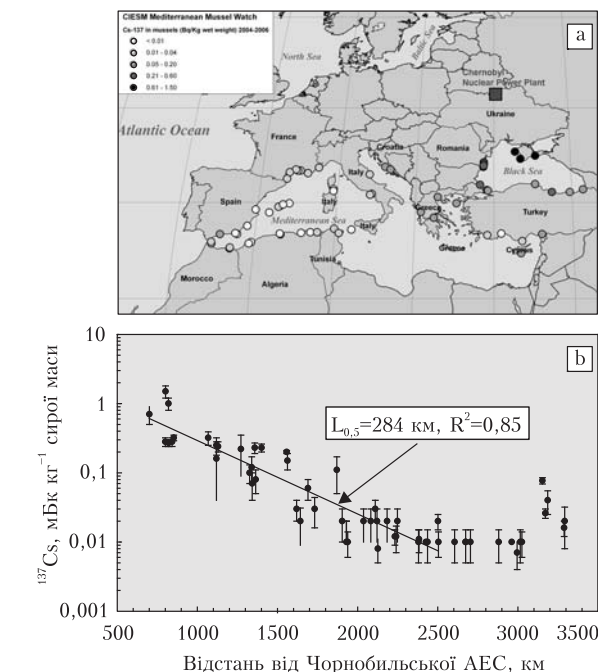 CIESM Mediterranean Mussel Watch
Cs-137 in mussels (Bq/Kg wet weight) 2004-2006
< 0.01
0.01 - 0.04
0.05 - 0.20
0.21 - 0.60
0.61 - 1.50
a
North Sea
Baltic Sea
Chernobyl
Nuclear Power Plant
Ukraine
Atlantic Ocean
France
Croatia
Romania
Italy
Black Sea
Spain
Italy
Mediterranean Sea
Italy
Greece
Turkey
Greece
Cyprus
Tunisia
Morocco
Algeria
b
10
1
0,1
0,01
0,001
¹³⁷Cs, мБк кг⁻¹ сирої маси
L₀,₅=284 км, R²=0,85
500 1000 1500 2000 2500 3000 3500
Відстань від Чорнобильської АЕС, км